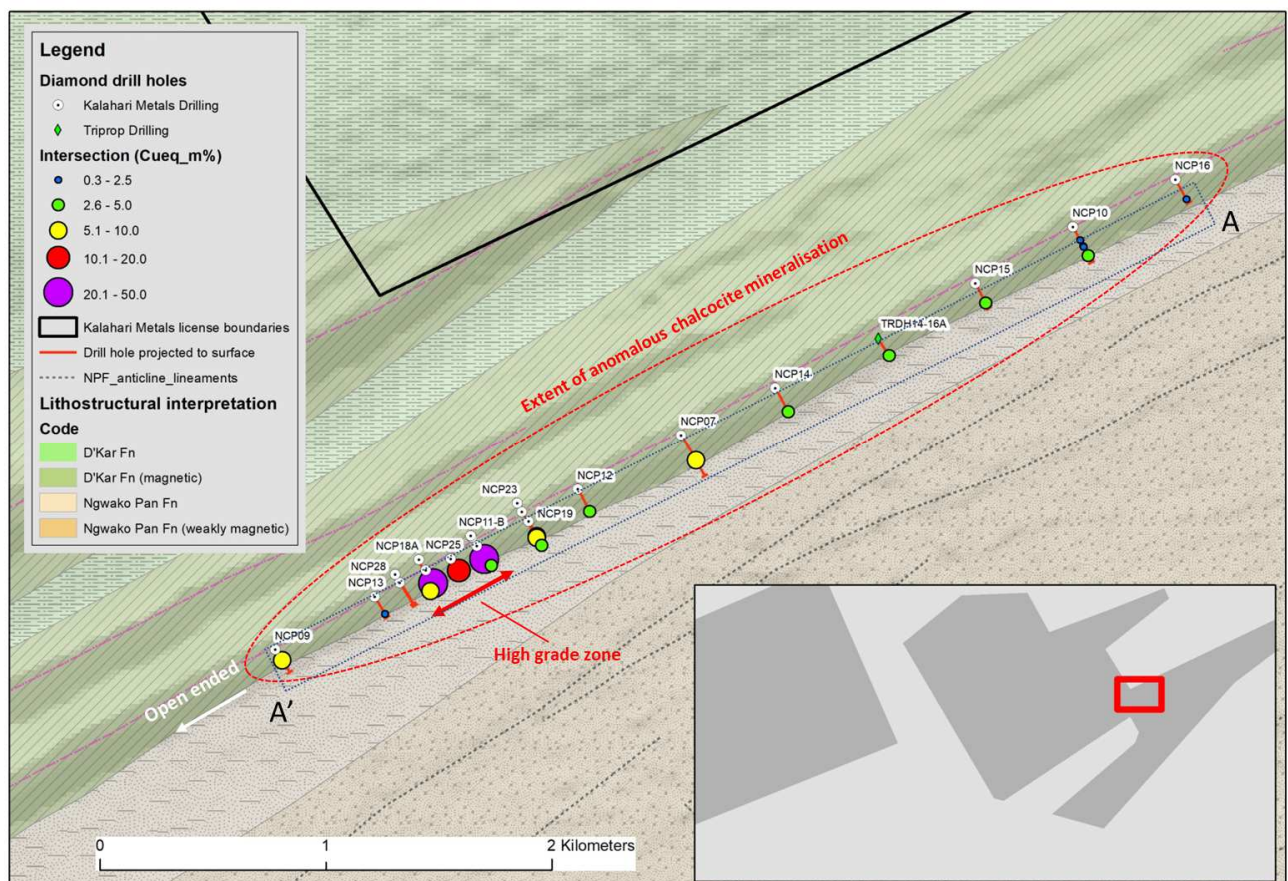 Legend
Diamond drill holes
Kalahari Metals Drilling
Triprop Drilling
Intersection (Cueq_m%)
0.3 - 2.5
2.6 - 5.0
5.1 - 10.0
10.1 - 20.0
20.1 - 50.0
Kalahari Metals license boundaries
Drill hole projected to surface
NPF_anticline_lineaments
Lithostructural interpretation
Code
D'Kar Fn
D'Kar Fn (magnetic)
Ngwako Pan Fn
Ngwako Pan Fn (weakly magnetic)
NCP16
A
NCP10
Extent of anomalous chalcocite mineralisation
NCP15
TRDH14-16A
NCP14
NCP07
NCP12
NCP23
NCP19
NCP11-B
NCP25
NCP18A
NCP28
NCP13
High grade zone
NCP09
Open ended
A’
0 1 2 Kilometers